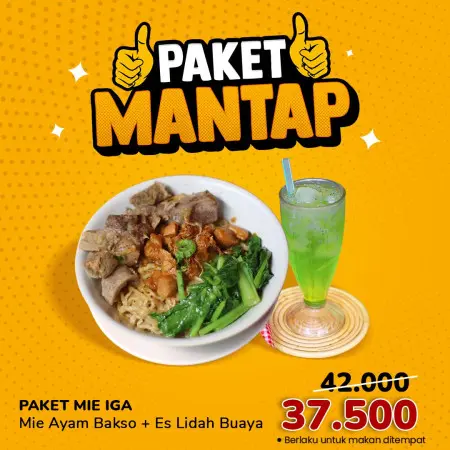 PAKET
MANTAP
PAKET MIE IGA
Mie Ayam Bakso + Es Lidah Buaya
42.000
37.500
• Berlaku untuk makan ditempat